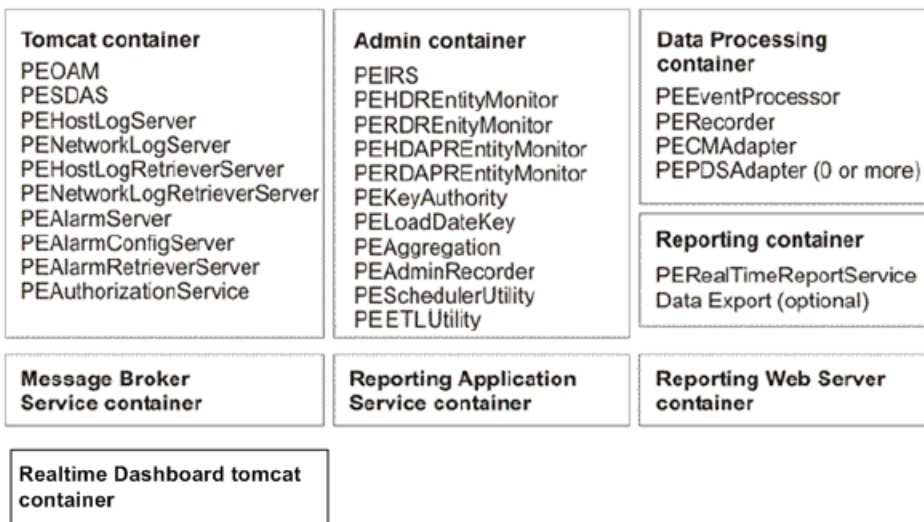 Tomcat container
PEOAM
PESDAS
PEHostLogServer
PENetworkLogServer
PEHostLogRetrieverServer
PENetworkLogRetrieverServer
PEAlarmServer
PEAlarmConfigServer
PEAlarmRetrieverServer
PEAuthorizationService
Admin container
PEIRS
PEHDREntityMonitor
PERDREnityMonitor
PEHDAPREntityMonitor
PERDAPREntityMonitor
PEKeyAuthority
PELoadDateKey
PEAggregation
PEAdminRecorder
PESchedulerUtility
PEETLUtility
Data Processing
container
PEEventProcessor
PERecorder
PECMAdapter
PEPDSAdapter (0 or more)
Reporting container
PERealTimeReportService
Data Export (optional)
Message Broker
Service container
Reporting Application
Service container
Reporting Web Server
container
Realtime Dashboard tomcat
container